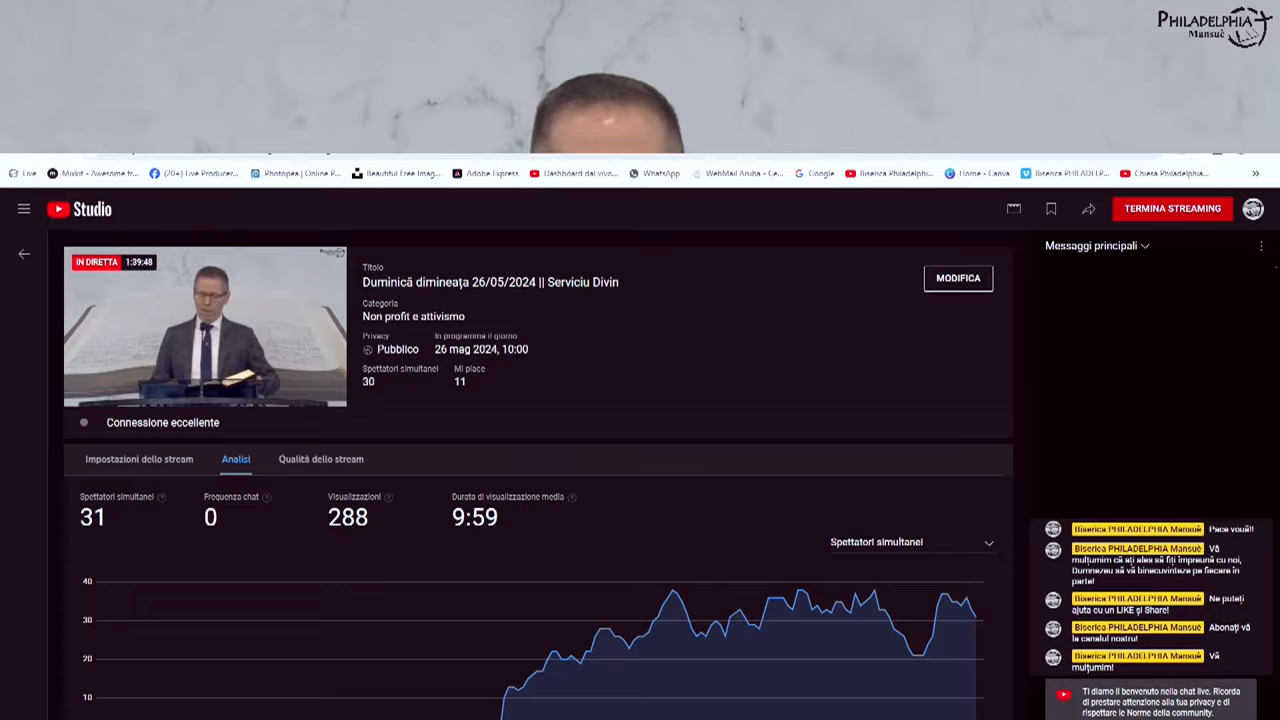 PHILADELPHIA
Mansuè
Live
Mixkit - Awesome fr...
(20+) Live Producer...
Photopea | Online P...
Beautiful Free Imag...
Adobe Express
Dashboard dal vivo...
WhatsApp
WebMail Aruba - Ce...
Google
Biserica Philadelphi...
Home - Canva
Biserica PHILADELP...
Chiesa Philadelphia...
»
Studio
TERMINA STREAMING
IN DIRETTA 1:39:48
Titolo
Duminică dimineața 26/05/2024 || Serviciu Divin
MODIFICA
Categoria
Non profit e attivismo
Privacy
In programma il giorno
Pubblico
26 mag 2024, 10:00
Spettatori simultanei
Mi piace
30
11
Connessione eccellente
Impostazioni dello stream
Analisi
Qualità dello stream
Spettatori simultanei
Frequenza chat
Visualizzazioni
Durata di visualizzazione media
31
0
288
9:59
Spettatori simultanei
40
30
20
10
Messaggi principali
Biserica PHILADELPHIA Mansuè Pace vouă!!
Biserica PHILADELPHIA Mansuè Vă
mulțumim că ați ales să fiți împreună cu noi,
Dumnezeu să vă binecuvinteze pe fiecare în
parte!
Biserica PHILADELPHIA Mansuè Ne puteți
ajuta cu un LIKE și Share!
Biserica PHILADELPHIA Mansuè Abonați vă
la canalul nostru!
Biserica PHILADELPHIA Mansuè Vă
mulțumim!
Ti diamo il benvenuto nella chat live. Ricorda
di prestare attenzione alla tua privacy e di
rispettare le Norme della community.